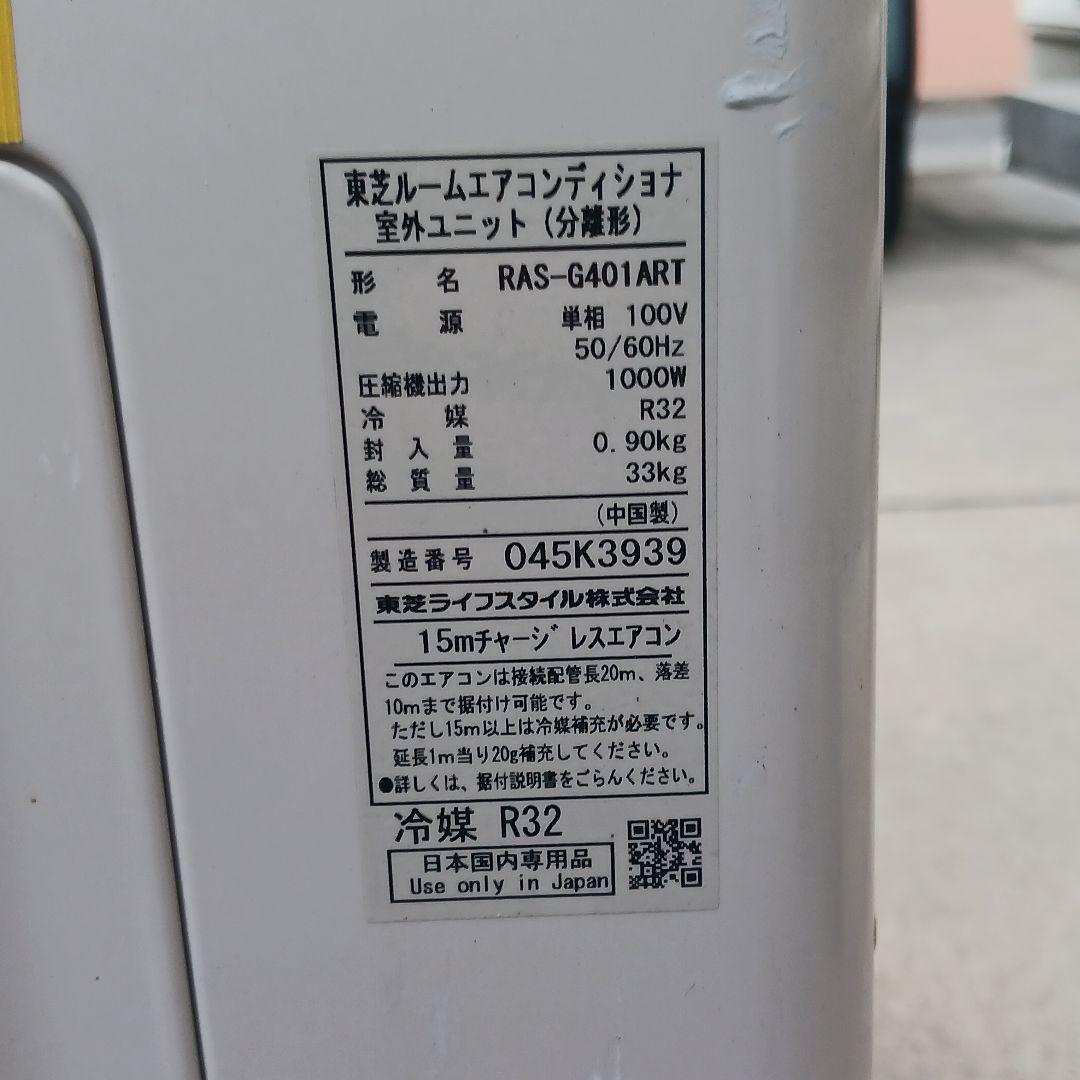 東芝ルームエアコンディショナ
室外ユニット（分離形）
形名 RAS-G401ART
電源 単相 100V
50/60Hz
圧縮機出力 1000W
冷媒 R32
封入量 0.90kg
総質量 33kg
（中国製）
製造番号 045K3939
東芝ライフスタイル株式会社
15mチャージレスエアコン
このエアコンは接続配管長20m、落差
10mまで据付け可能です。
ただし15m以上は冷媒補充が必要です。
延長1m当り20g補充してください。
●詳しくは、据付説明書をごらんください。
冷媒 R32
日本国内専用品
Use only in Japan